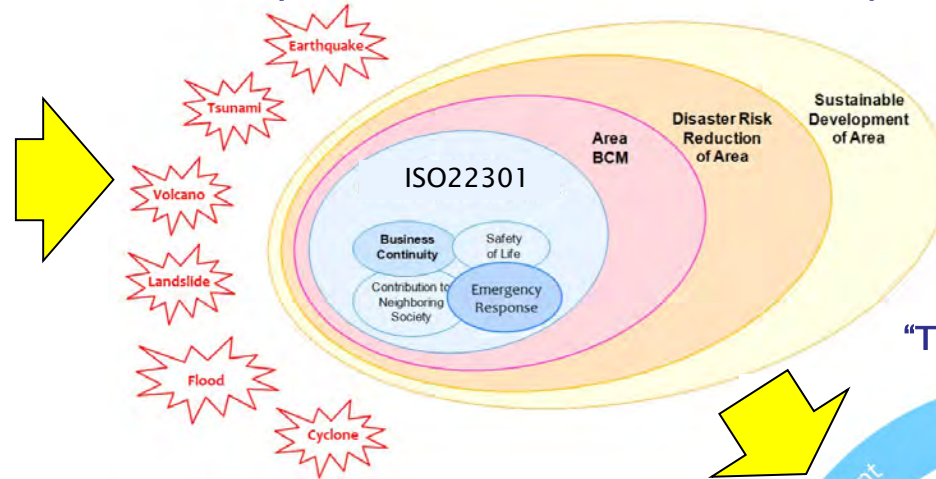 Earthquake
Tsunami
Volcano
Landslide
Flood
Cyclone
ISO22301
Business
Continuity
Safety
of Life
Contribution to
Neighboring
Society
Emergency
Response
Area
BCM
Disaster Risk
Reduction
of Area
Sustainable
Development
of Area
“T
nt